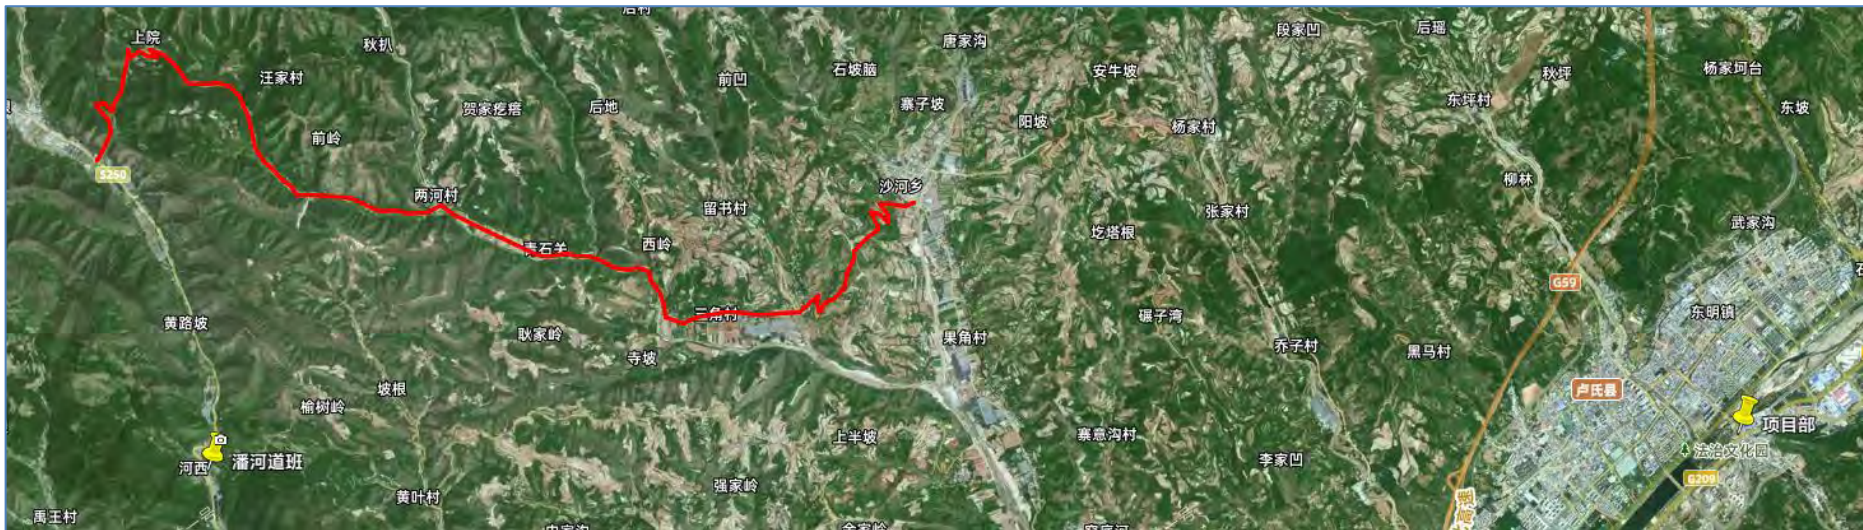 后村
唐家沟
段家凹
后瑶
上院
秋扒
汪家村
前凹
石坡脑
安牛坡
秋坪
杨家坷台
贺家疙瘩
后地
寨子坡
东坪村
东坡
阳坡
杨家村
前岭
S250
柳林
沙河乡
两河村
留书村
张家村
武家沟
圪塔根
西岭
青石关
G59
三角村
碾子湾
东明镇
黄路坡
耿家岭
果角村
乔子村
黑马村
寺坡
坡根
卢氏县
榆树岭
项目部
上半坡
寨意沟村
法治文化园
潘河道班
河西
李家凹
G209
强家岭
黄叶村
高速
禹王村